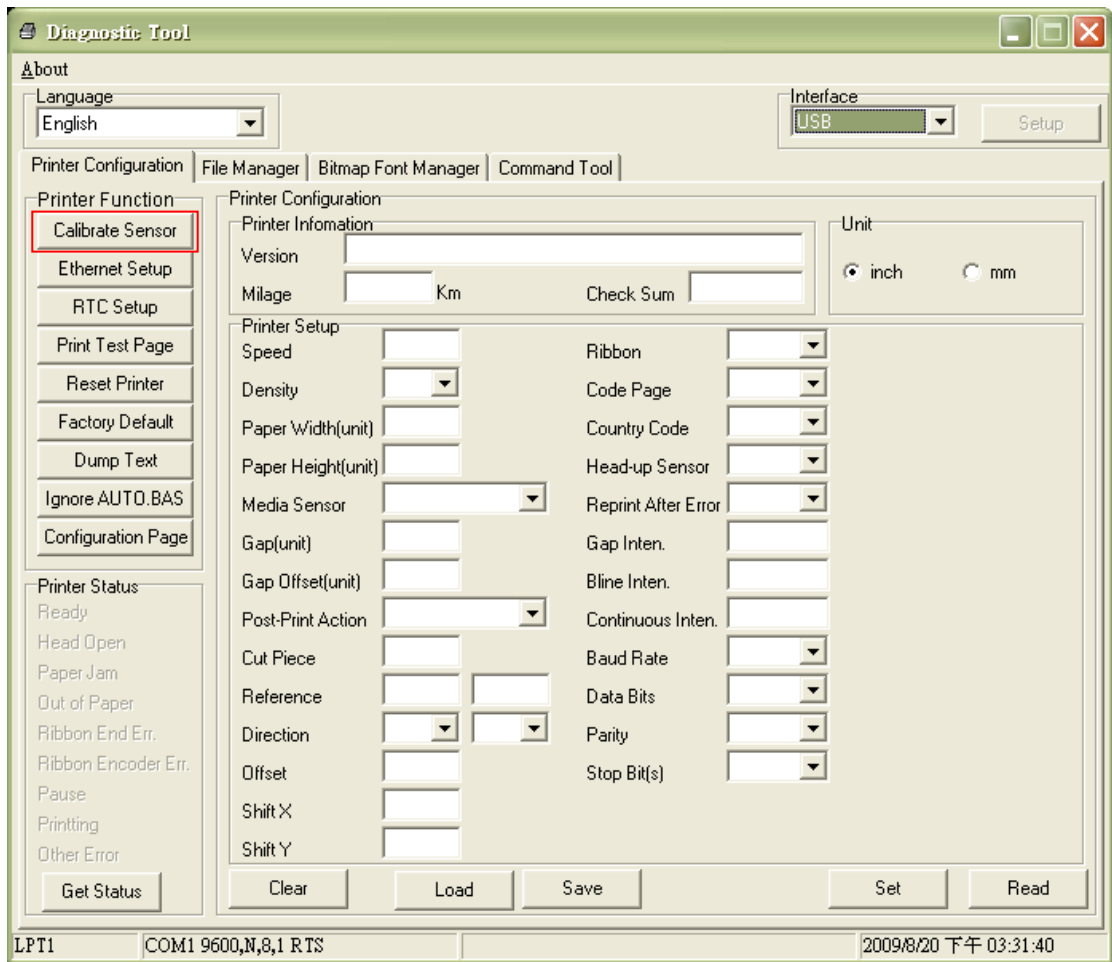 Diagnostic Tool
About
Language
English
Interface
USB
Setup
Printer Configuration
File Manager
Bitmap Font Manager
Command Tool
Printer Function
Calibrate Sensor
Ethernet Setup
RTC Setup
Print Test Page
Reset Printer
Factory Default
Dump Text
Ignore AUTO.BAS
Configuration Page
Printer Status
Ready
Head Open
Paper Jam
Out of Paper
Ribbon End Err.
Ribbon Encoder Err.
Pause
Printting
Other Error
Get Status
Printer Configuration
Printer Infomation
Version
Milage
Km
Check Sum
Unit
inch
mm
Printer Setup
Speed
Density
Paper Width(unit)
Paper Height(unit)
Media Sensor
Gap(unit)
Gap Offset(unit)
Post-Print Action
Cut Piece
Reference
Direction
Offset
Shift X
Shift Y
Ribbon
Code Page
Country Code
Head-up Sensor
Reprint After Error
Gap Inten.
Bline Inten.
Continuous Inten.
Baud Rate
Data Bits
Parity
Stop Bit(s)
Clear
Load
Save
Set
Read
LPT1
COM1 9600,N,8,1 RTS
2009/8/20 下午 03:31:40